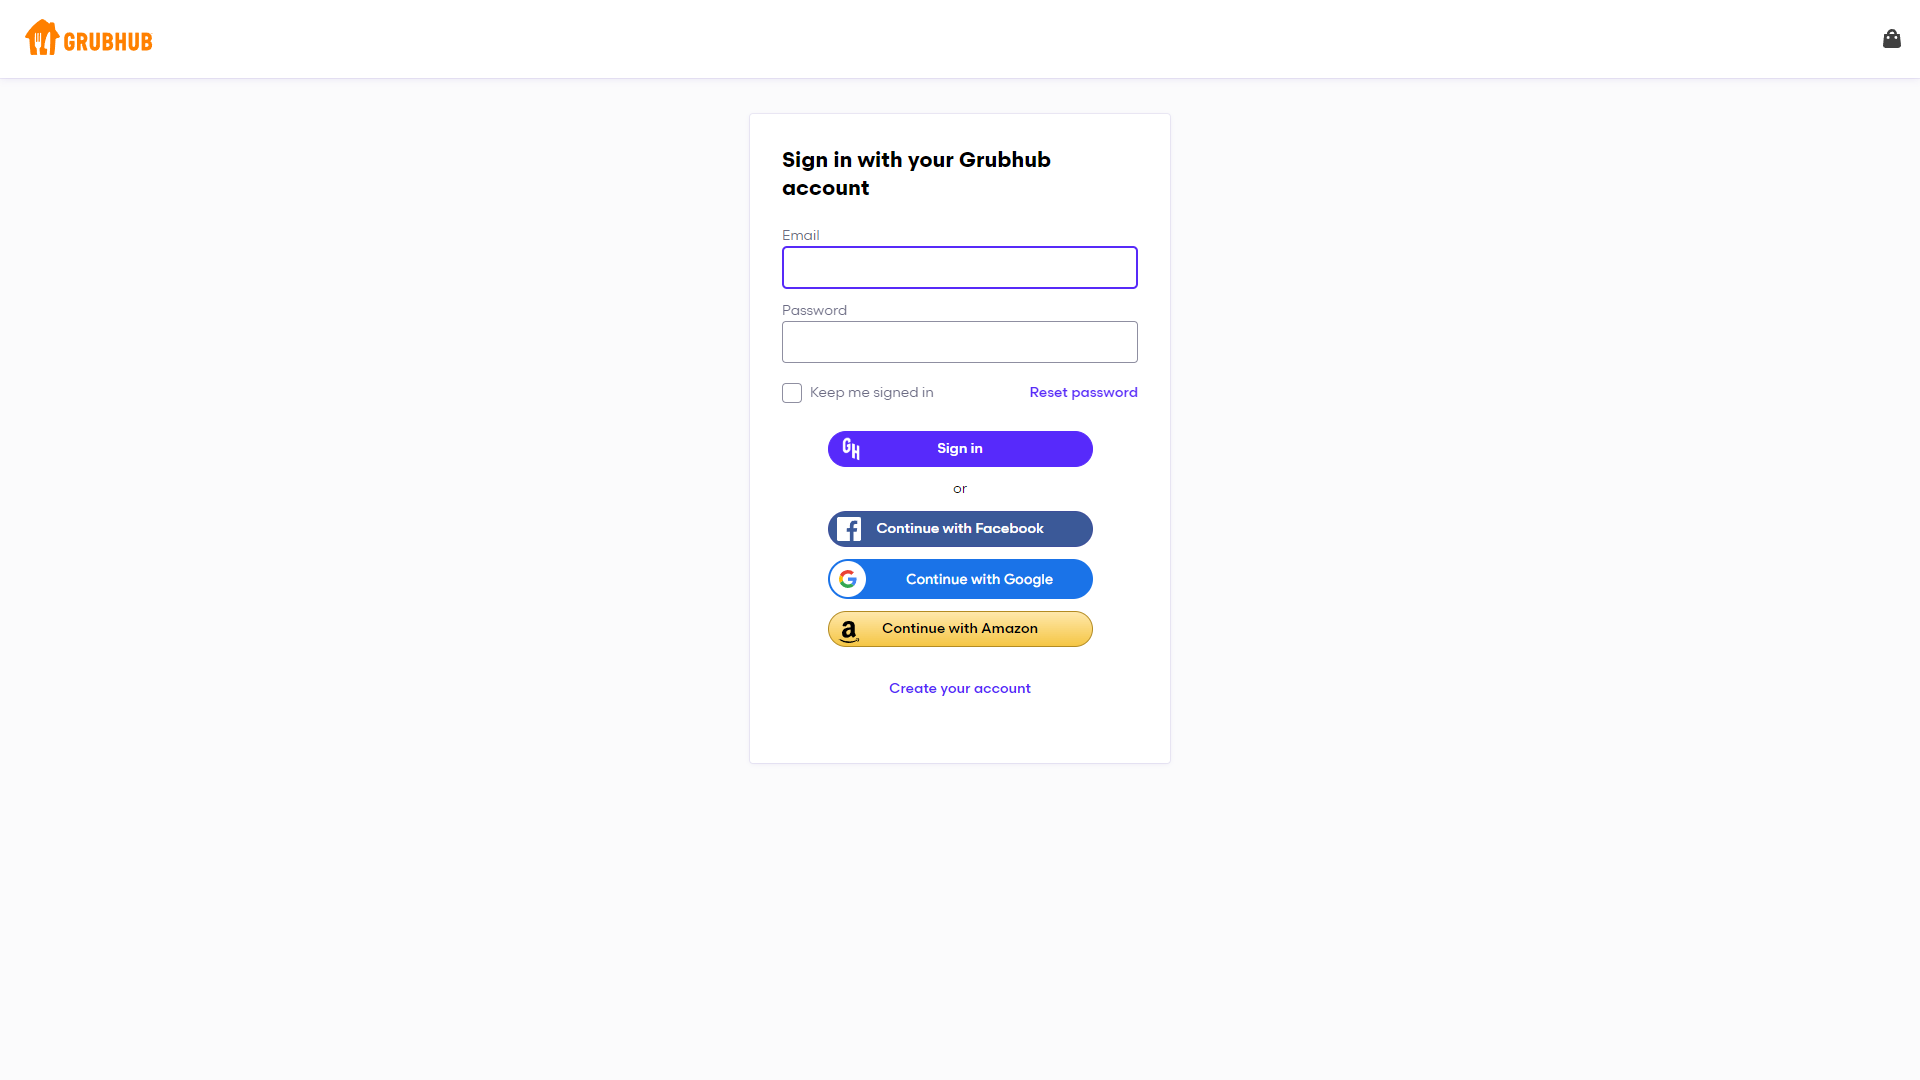 GRUBHUB
Sign in with your Grubhub
account
Email
Password
Keep me signed in
Reset password
GH
Sign in
or
Continue with Facebook
Continue with Google
Continue with Amazon
Create your account